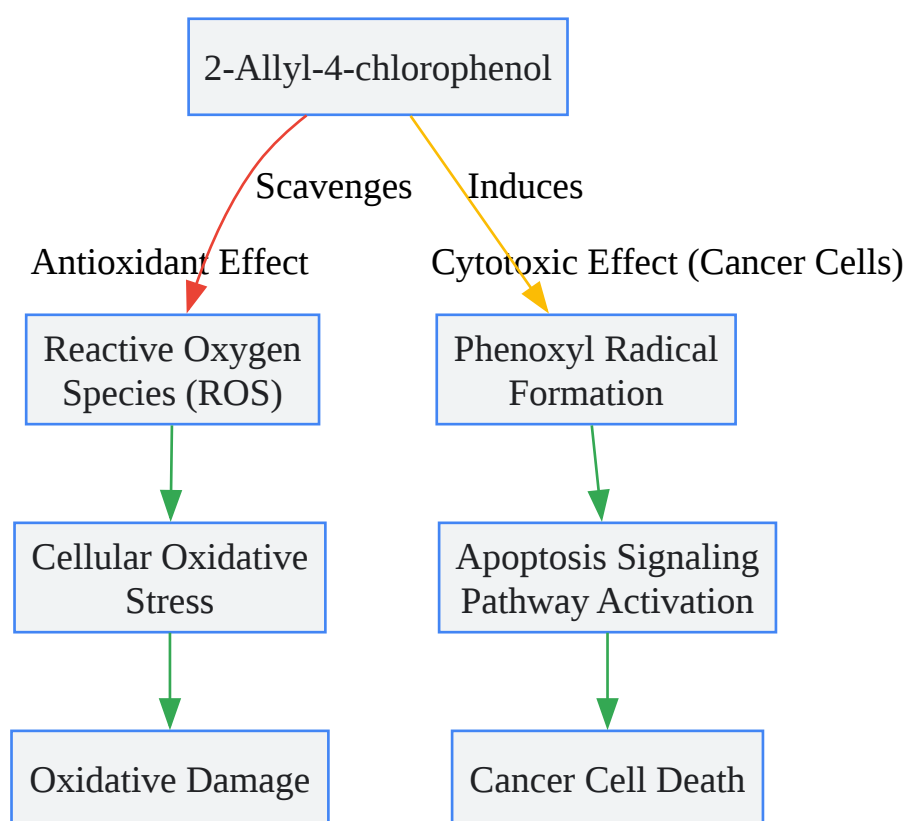 2-Allyl-4-chlorophenol
Scavenges
Induces
Antioxidant Effect
Cytotoxic Effect (Cancer Cells)
Reactive Oxygen
Species (ROS)
Phenoxyl Radical
Formation
Cellular Oxidative
Stress
Apoptosis Signaling
Pathway Activation
Oxidative Damage
Cancer Cell Death